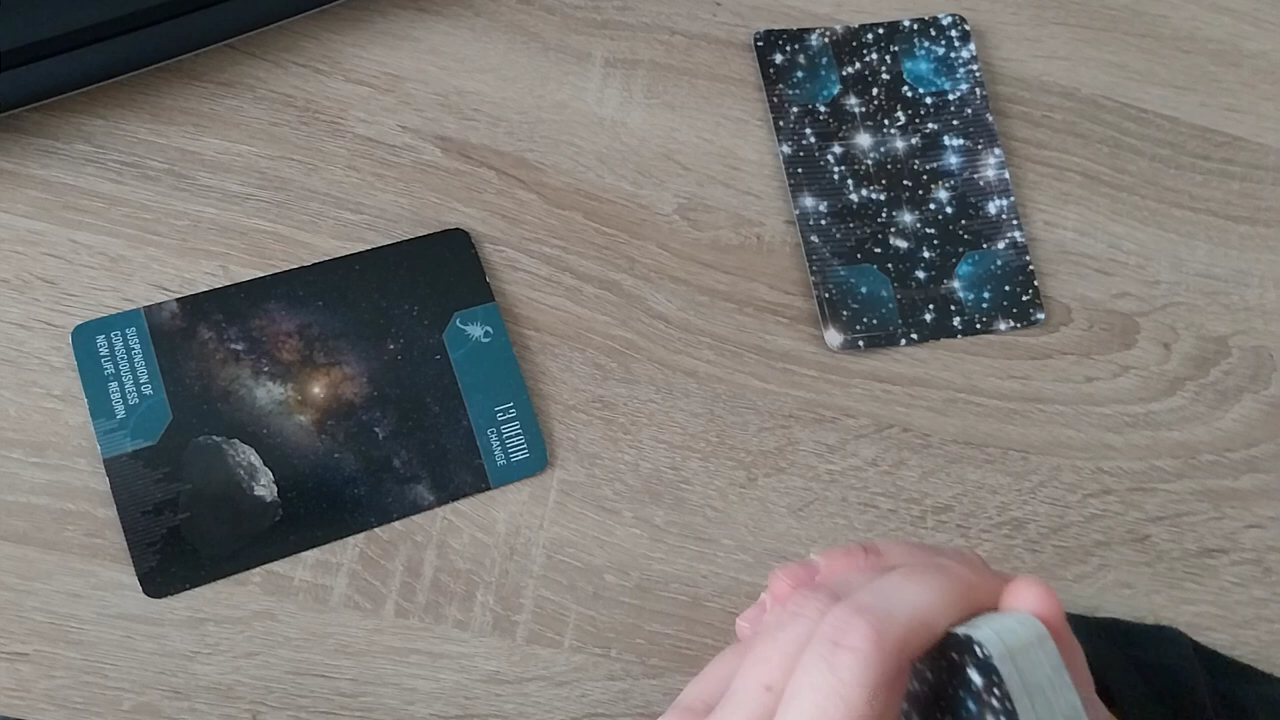 13 DEATH
CHANGE
SUSPENSION OF
CONSCIOUSNESS
NEW LIFE - REBORN